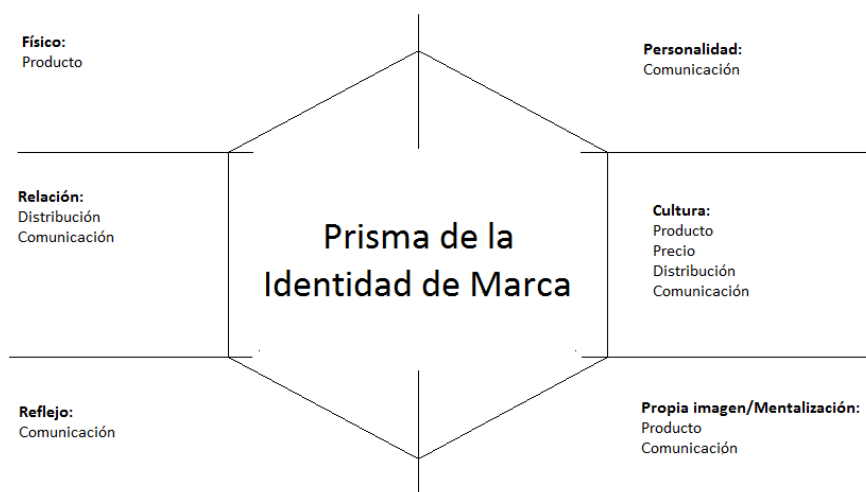 Físico:
Producto
Personalidad:
Comunicación
Relación:
Distribución
Comunicación
Prisma de la
Identidad de Marca
Cultura:
Producto
Precio
Distribución
Comunicación
Reflejo:
Comunicación
Propia imagen/Mentalización:
Producto
Comunicación